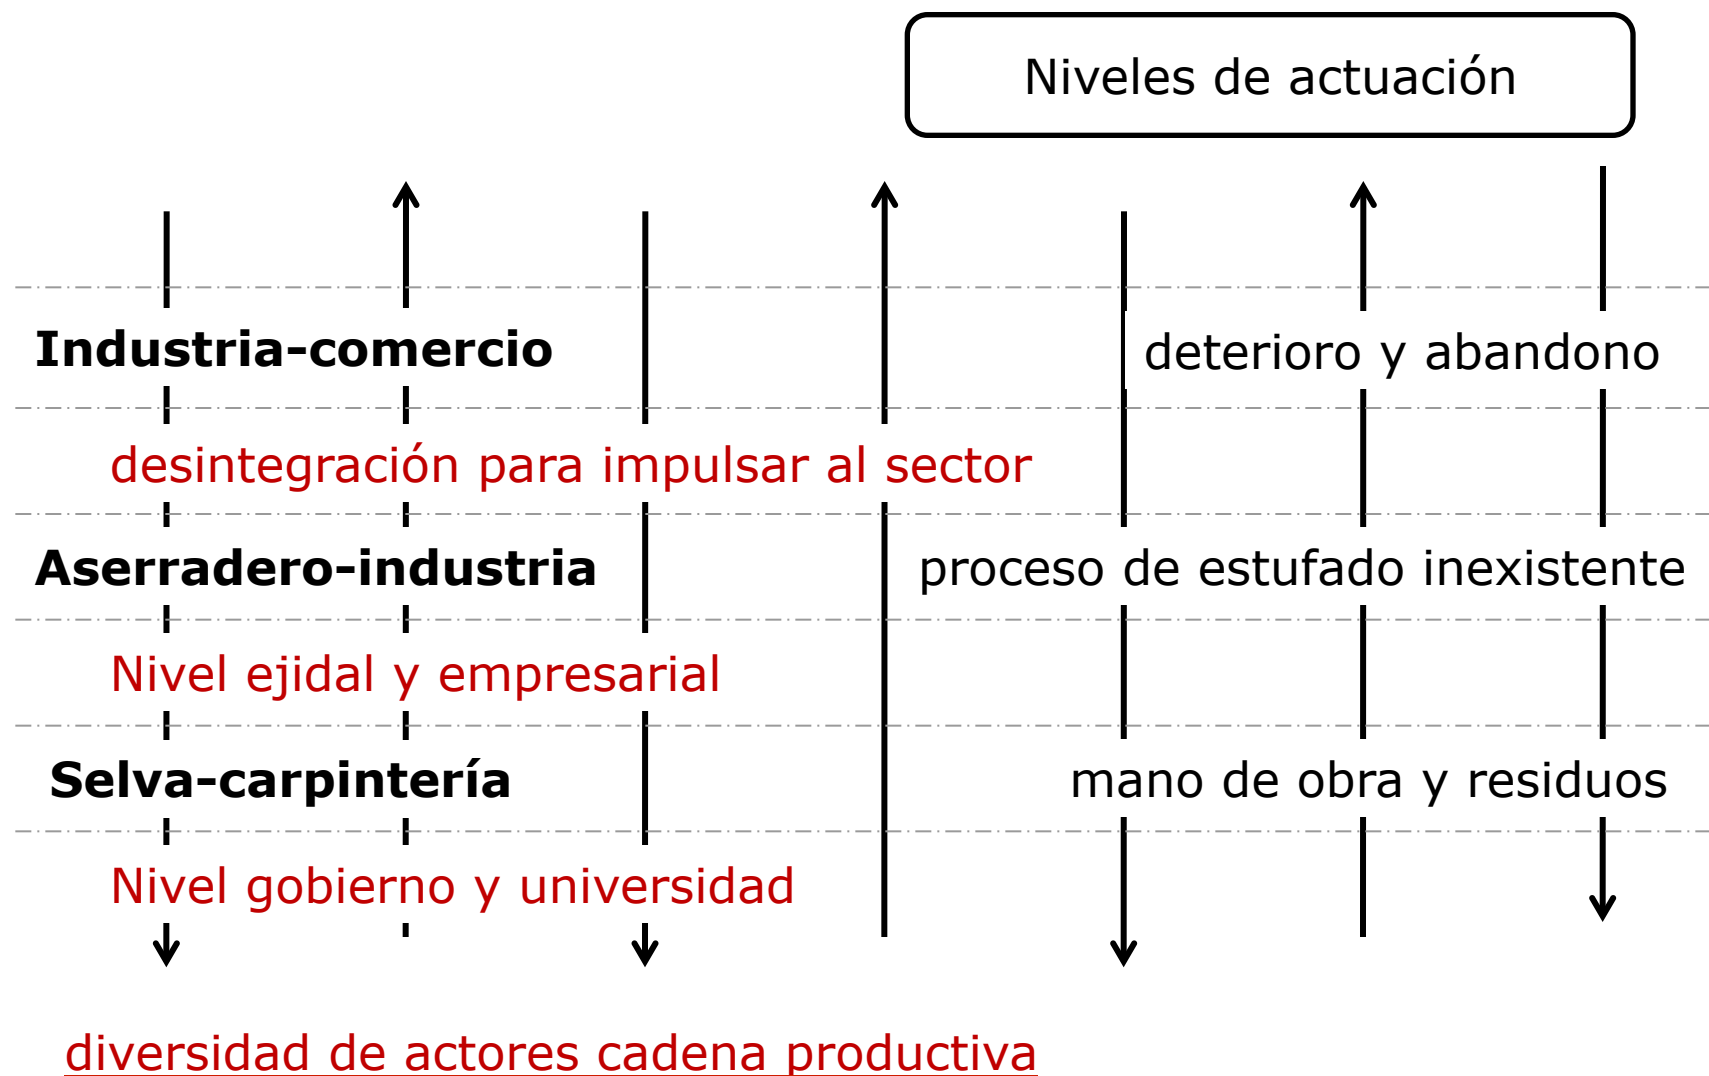 Niveles de actuación
Industria-comercio
deterioro y abandono
desintegración para impulsar al sector
Aserradero-industria
proceso de estufado inexistente
Nivel ejidal y empresarial
Selva-carpintería
mano de obra y residuos
Nivel gobierno y universidad
diversidad de actores cadena productiva